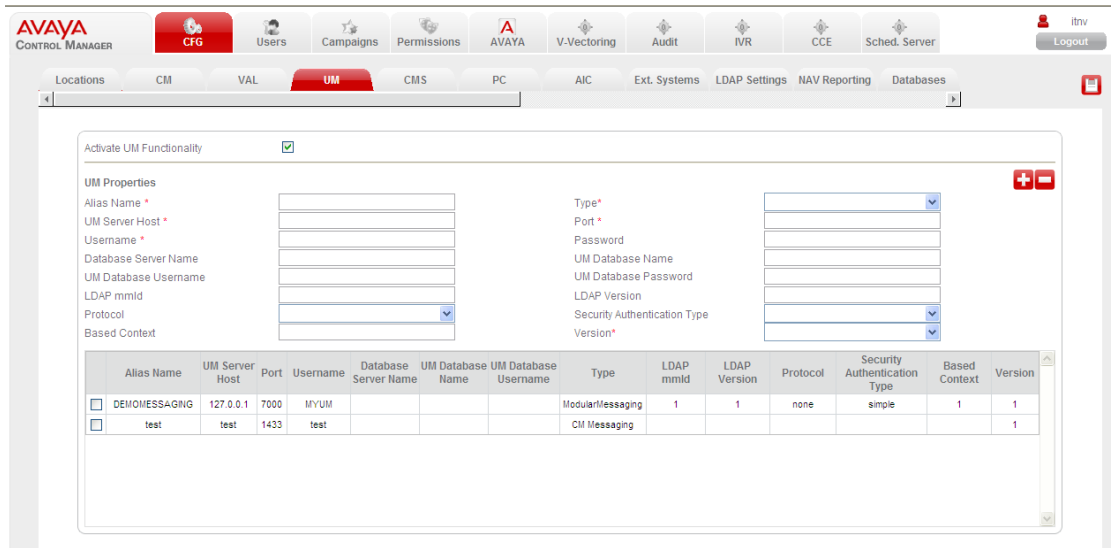 AVAYA
CONTROL MANAGER
CFG Users Campaigns Permissions AVAYA V-Vectoring Audit IVR CCE Sched. Server
itnv
Logout
Locations CM VAL UM CMS PC AIC Ext. Systems LDAP Settings NAV Reporting Databases
Activate UM Functionality
UM Properties
Alias Name * Type*
UM Server Host * Port *
Username * Password
Database Server Name UM Database Name
UM Database Username UM Database Password
LDAP mmId LDAP Version
Protocol Security Authentication Type
Based Context Version*
Alias Name UM Server Host Port Username Database Server Name UM Database Name UM Database Username Type LDAP mmId LDAP Version Protocol Security Authentication Type Based Context Version
DEMOMESSAGING 127.0.0.1 7000 MYUM ModularMessaging 1 1 none simple 1 1
test test 1433 test CM Messaging 1